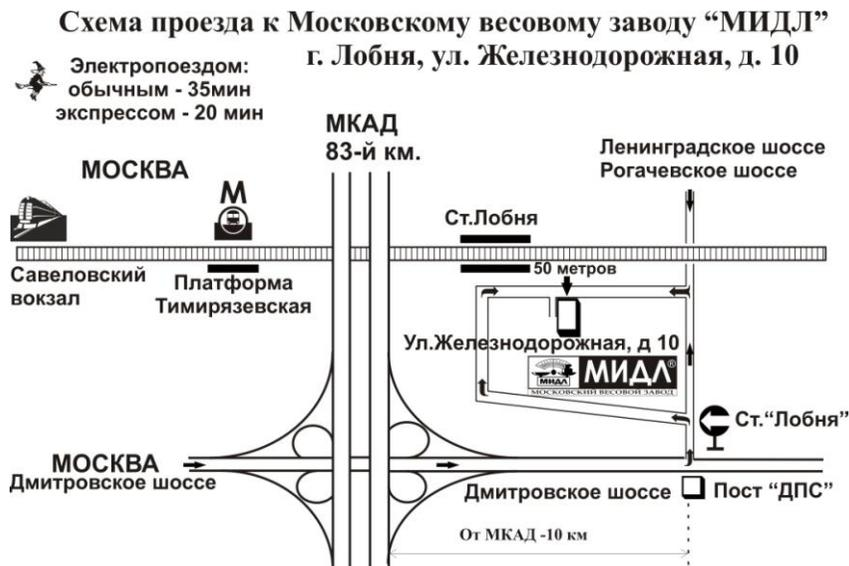 Схема проезда к Московскому весовому заводу “МИДЛ”
г. Лобня, ул. Железнодорожная, д. 10
Электропоездом:
обычным - 35мин
экспрессом - 20 мин
МКАД
83-й км.
Ленинградское шоссе
Рогачевское шоссе
МОСКВА
М
Ст.Лобня
Савеловский
вокзал
Платформа
Тимирязевская
50 метров
Ул.Железнодорожная, д 10
МИДЛ
МИДЛ®
МОСКОВСКИЙ ВЕСОВОЙ ЗАВОД
Ст.“Лобня”
МОСКВА
Дмитровское шоссе
Дмитровское шоссе
Пост “ДПС”
От МКАД -10 км